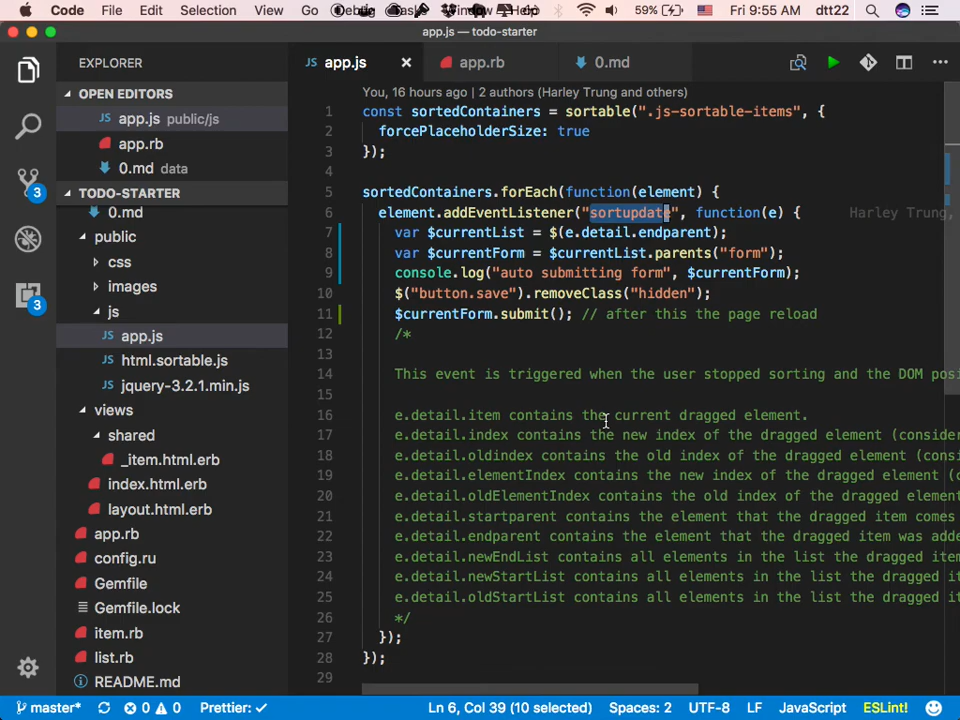 Code File Edit Selection View Go Debug Tasks Window Help 59% Fri 9:55 AM dtt22
app.js — todo-starter
EXPLORER
OPEN EDITORS
app.js public/js
app.rb
0.md data
TODO-STARTER
0.md
public
css
images
js
app.js
html.sortable.js
jquery-3.2.1.min.js
views
shared
_item.html.erb
index.html.erb
layout.html.erb
app.rb
config.ru
Gemfile
Gemfile.lock
item.rb
list.rb
README.md
3
3
JS app.js
app.rb
0.md
You, 16 hours ago | 2 authors (Harley Trung and others)
1 const sortedContainers = sortable(".js-sortable-items", {
2 forcePlaceholderSize: true
3 });
4
5 sortedContainers.forEach(function(element) {
6 element.addEventListener("sortupdate", function(e) { Harley Trung,
7 var $currentList = $(e.detail.endparent);
8 var $currentForm = $currentList.parents("form");
9 console.log("auto submitting form", $currentForm);
10 $("button.save").removeClass("hidden");
11 $currentForm.submit(); // after this the page reload
12 /*
13
14 This event is triggered when the user stopped sorting and the DOM posi
15
16 e.detail.item contains the current dragged element.
17 e.detail.index contains the new index of the dragged element (consider
18 e.detail.oldindex contains the old index of the dragged element (consi
19 e.detail.elementIndex contains the new index of the dragged element (c
20 e.detail.oldElementIndex contains the old index of the dragged element
21 e.detail.startparent contains the element that the dragged item comes
22 e.detail.endparent contains the element that the dragged item was adde
23 e.detail.newEndList contains all elements in the list the dragged item
24 e.detail.newStartList contains all elements in the list the dragged it
25 e.detail.oldStartList contains all elements in the list the dragged it
26 */
27 });
28 });
29
master* 0 0 Prettier: ✓ Ln 6, Col 39 (10 selected) Spaces: 2 UTF-8 LF JavaScript ESLint!